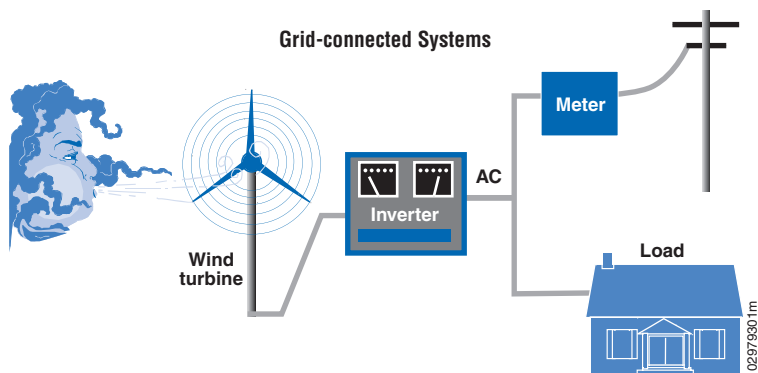 Grid-connected Systems
Meter
AC
Inverter
Wind
turbine
Load
02979301m